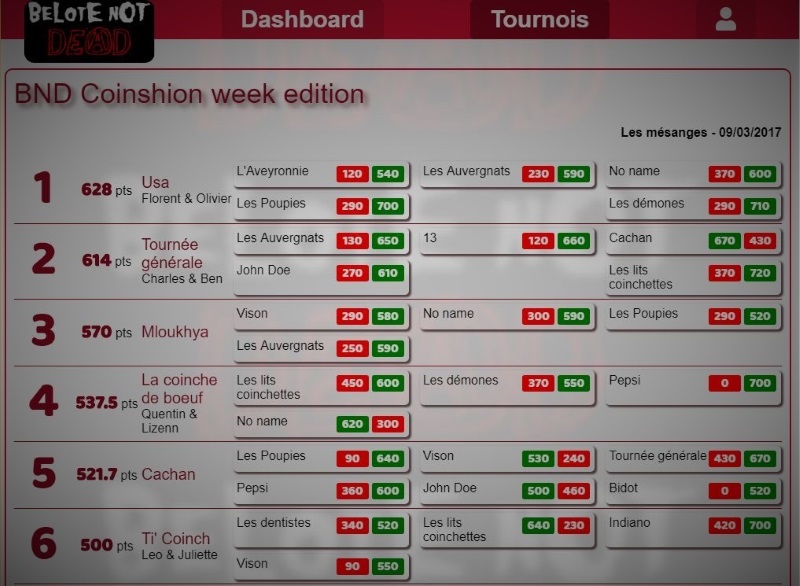 BELOTE NOT
DEAD
Dashboard
Tournois
BND Coinshion week edition
Les mésanges - 09/03/2017
1
628 pts
Usa
Florent & Olivier
L'Aveyronnie 120 540
Les Auvergnats 230 590
No name 370 600
Les Poupies 290 700
Les démones 290 710
2
614 pts
Tournée
générale
Charles & Ben
Les Auvergnats 130 650
13 120 660
Cachan 670 430
John Doe 270 610
Les lits
coinchettes 370 720
3
570 pts
Mloukhya
Vison 290 580
No name 300 590
Les Poupies 290 520
Les Auvergnats 250 590
4
537.5 pts
La coinche
de boeuf
Quentin &
Lizenn
Les lits
coinchettes 450 600
Les démones 370 550
Pepsi 0 700
No name 620 300
5
521.7 pts
Cachan
Les Poupies 90 640
Vison 530 240
Tournée générale 430 670
Pepsi 360 600
John Doe 500 460
Bidot 0 520
6
500 pts
Ti' Coinch
Leo & Juliette
Les dentistes 340 520
Les lits
coinchettes 640 230
Indiano 420 700
Vison 90 550